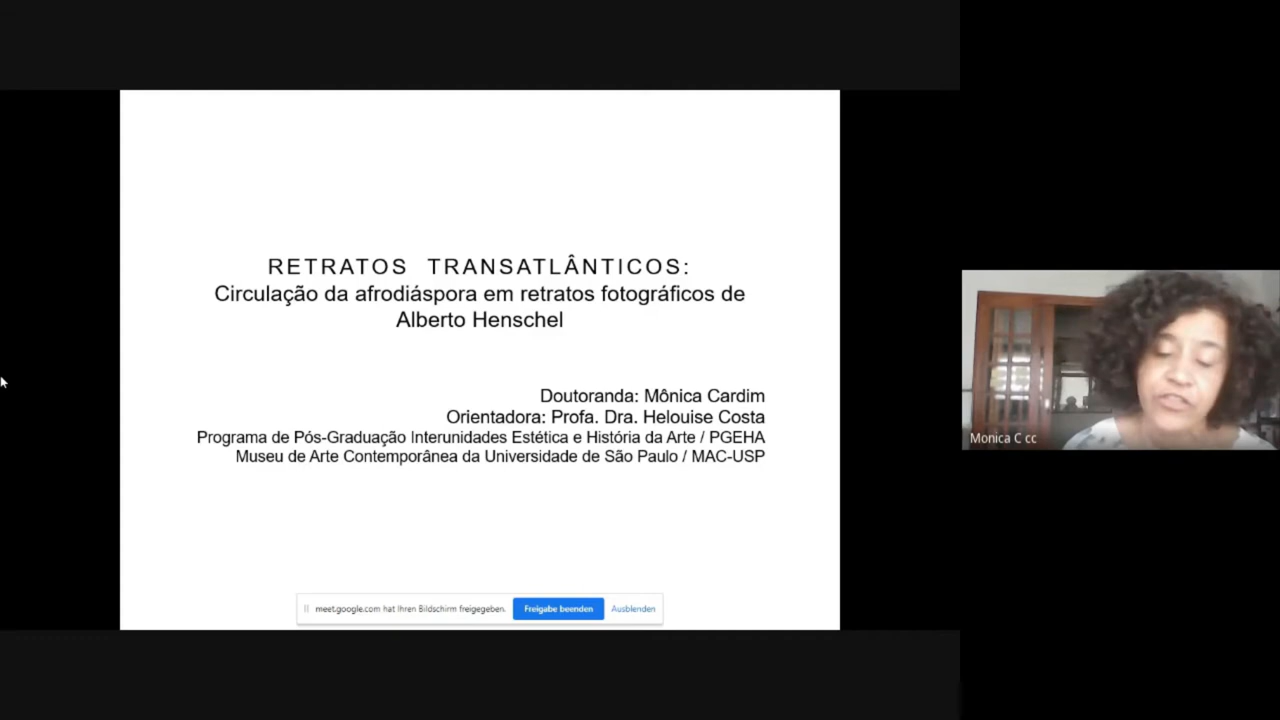 RETRATOS TRANSATLÂNTICOS:
Circulação da afrodiáspora em retratos fotográficos de
Alberto Henschel
Doutoranda: Mônica Cardim
Orientadora: Profa. Dra. Helouise Costa
Programa de Pós-Graduação Interunidades Estética e História da Arte / PGEHA
Museu de Arte Contemporânea da Universidade de São Paulo / MAC-USP
Monica C cc
meet.google.com hat Ihren Bildschirm freigegeben. Freigabe beenden Ausblenden